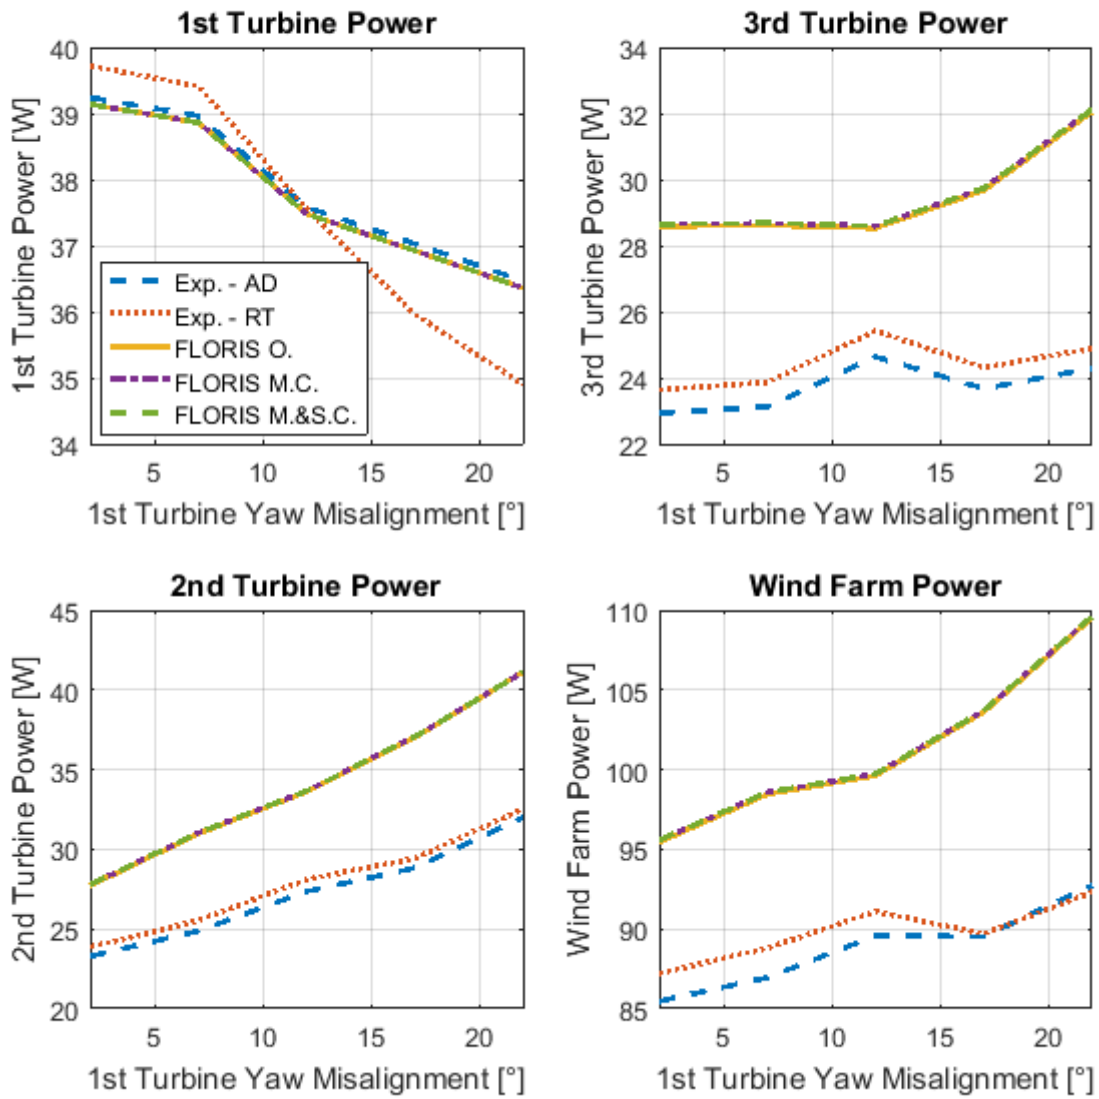 1st Turbine Power
1st Turbine Power [W]
40
39
38
37
36
35
34
Exp. - AD
Exp. - RT
FLORIS O.
FLORIS M.C.
FLORIS M.&S.C.
5 10 15 20
1st Turbine Yaw Misalignment [°]
3rd Turbine Power
3rd Turbine Power [W]
34
32
30
28
26
24
22
5 10 15 20
1st Turbine Yaw Misalignment [°]
2nd Turbine Power
2nd Turbine Power [W]
45
40
35
30
25
20
5 10 15 20
1st Turbine Yaw Misalignment [°]
Wind Farm Power
Wind Farm Power [W]
110
105
100
95
90
85
5 10 15 20
1st Turbine Yaw Misalignment [°]